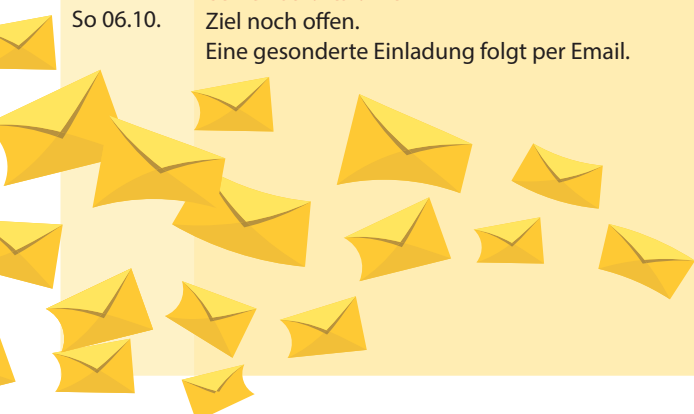 So 06.10. Ziel noch offen.
Eine gesonderte Einladung folgt per Email.